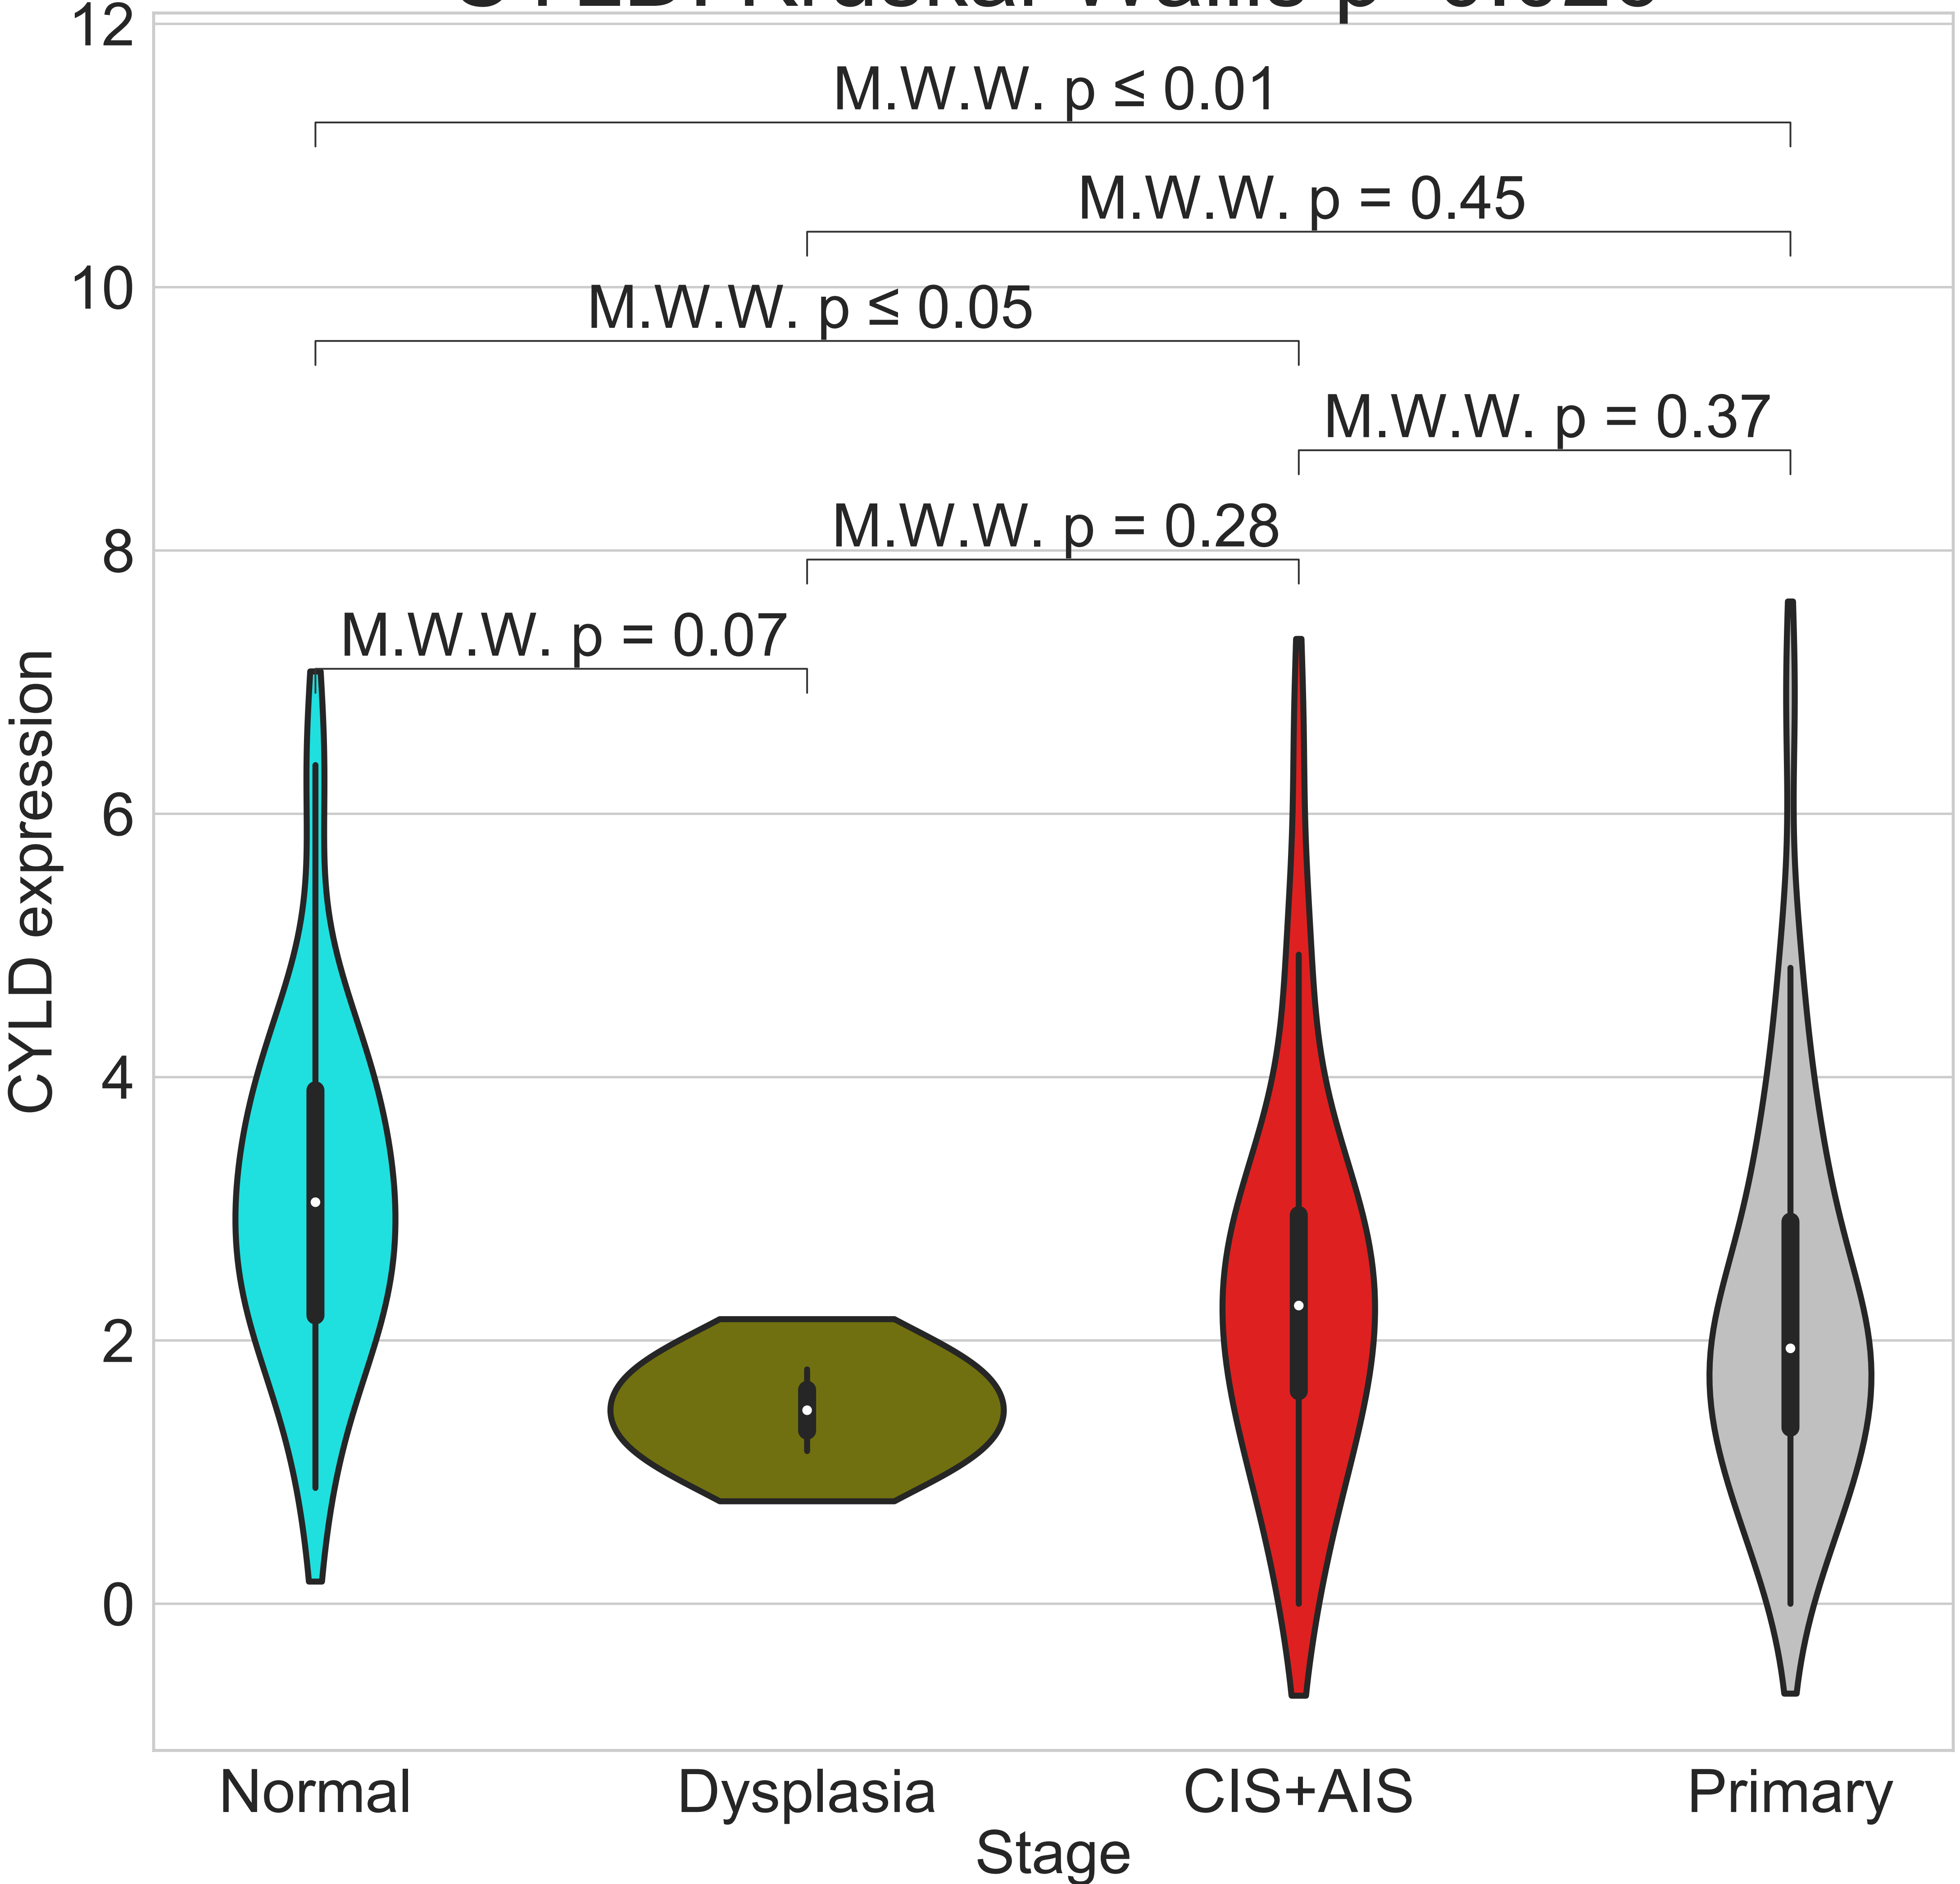 12
M.W.W. p ≤ 0.01
M.W.W. p = 0.45
10
M.W.W. p ≤ 0.05
M.W.W. p = 0.37
8
M.W.W. p = 0.28
M.W.W. p = 0.07
6
4
2
0
CYLD expression
Normal Dysplasia CIS+AIS Primary
Stage